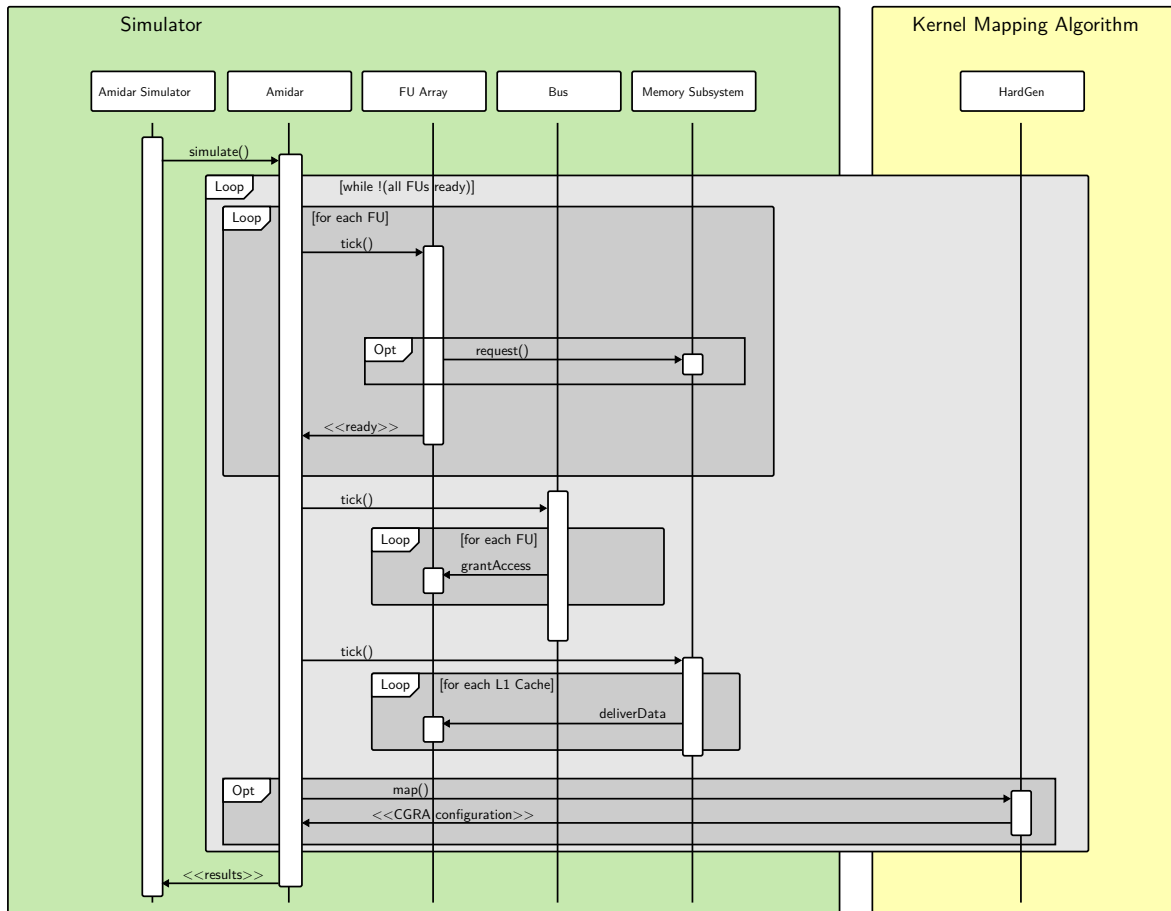 Simulator
Kernel Mapping Algorithm
Amidar Simulator
Amidar
FU Array
Bus
Memory Subsystem
HardGen
simulate()
Loop
[while !(all FUs ready)]
Loop
[for each FU]
tick()
Opt
request()
<<ready>>
tick()
Loop
[for each FU]
grantAccess
tick()
Loop
[for each L1 Cache]
deliverData
Opt
map()
<<CGRA configuration>>
<<results>>